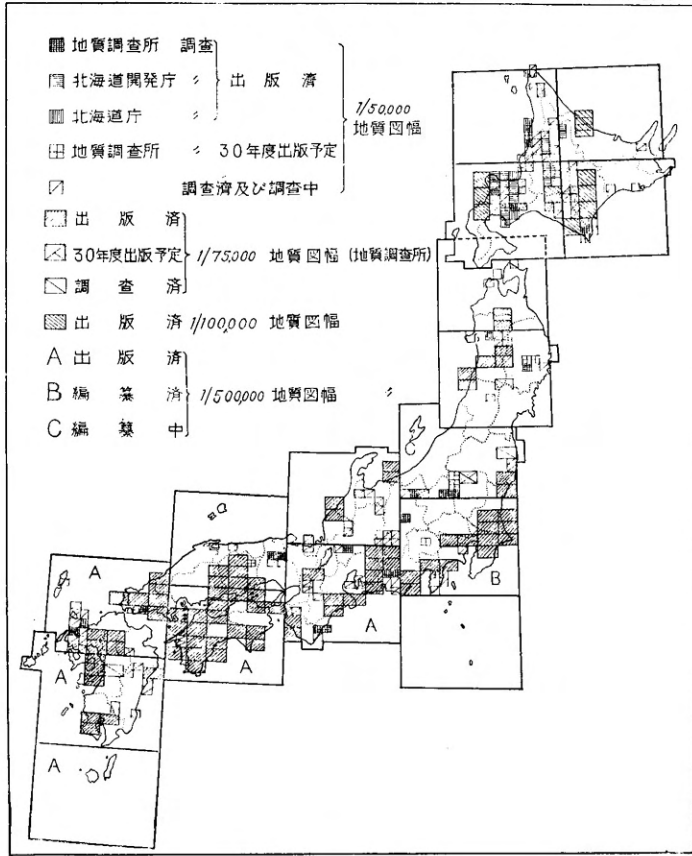 地質調査所 調査
北海道開発庁 〃 出版済
北海道庁 〃
1/50,000 地質図幅
地質調査所 〃 30年度出版予定
調査済及び調査中
出版済
30年度出版予定 1/75,000 地質図幅 (地質調査所)
調査済
出版済 1/100,000 地質図幅
A 出版済
B 編纂済 1/500,000 地質図幅 〃
C 編纂中
C
B
A
A
A
A
A